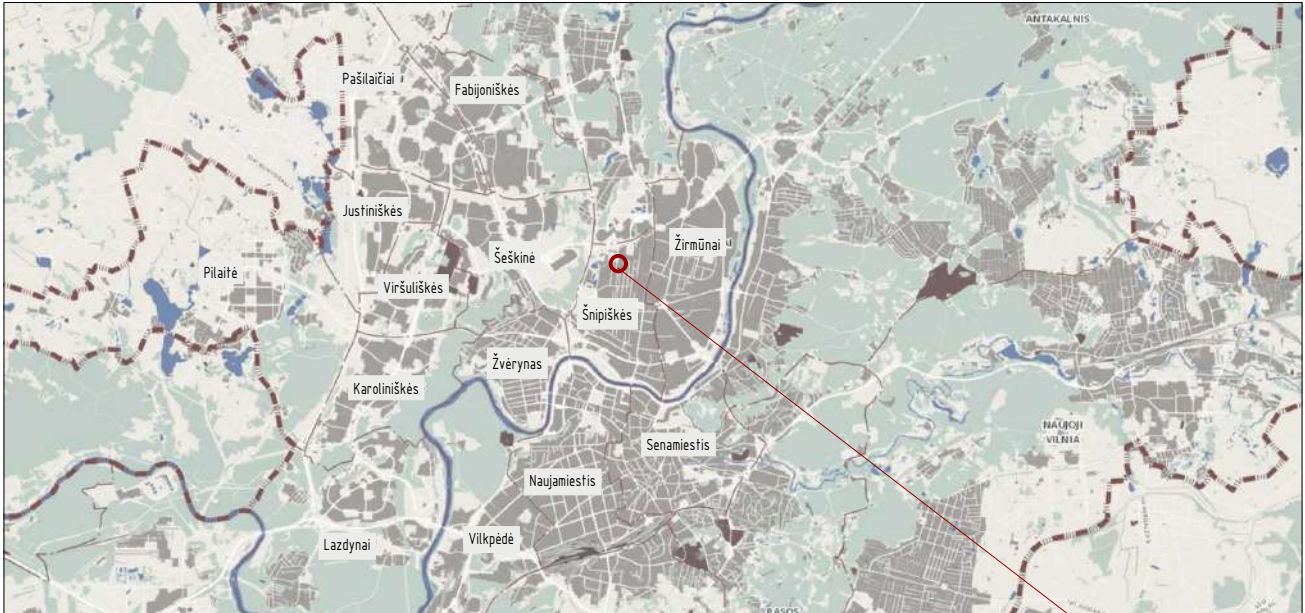 ANTAKALNIS
Pašilaičiai
Fabijoniškės
Justiniškės
Šeškinė
Žirmūnai
Pilaitė
Viršuliškės
Šnipiškės
Žvėrynas
Karoliniškės
NAUJOJI
VILNIA
Senamiestis
Naujamiestis
Vilkpėdė
Lazdynai
RASOS